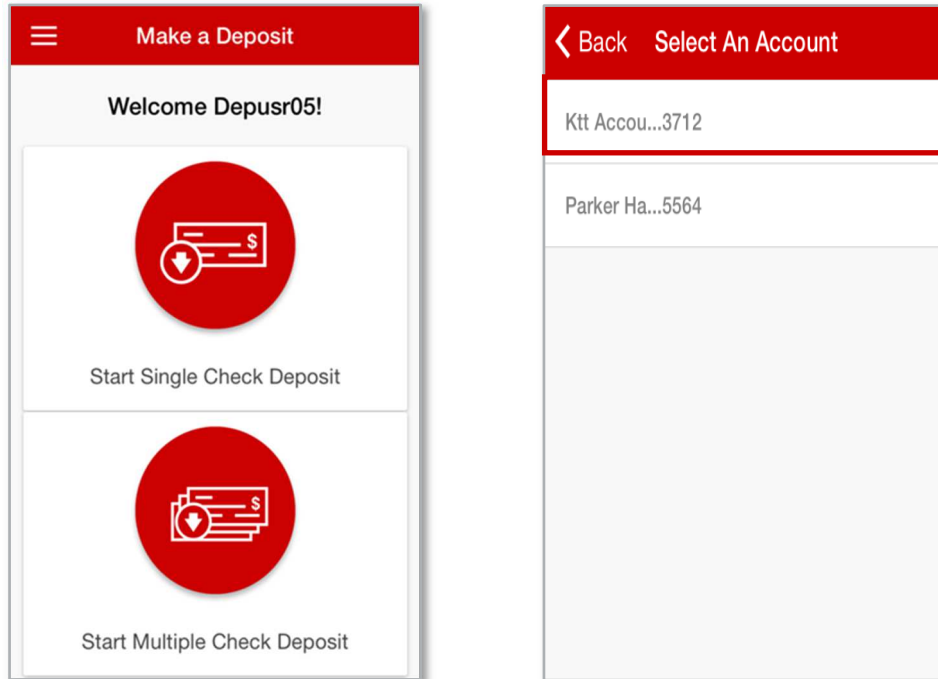 Make a Deposit
Welcome Depusr05!
$
Start Single Check Deposit
$
Start Multiple Check Deposit
Back Select An Account
Ktt Accou...3712
Parker Ha...5564